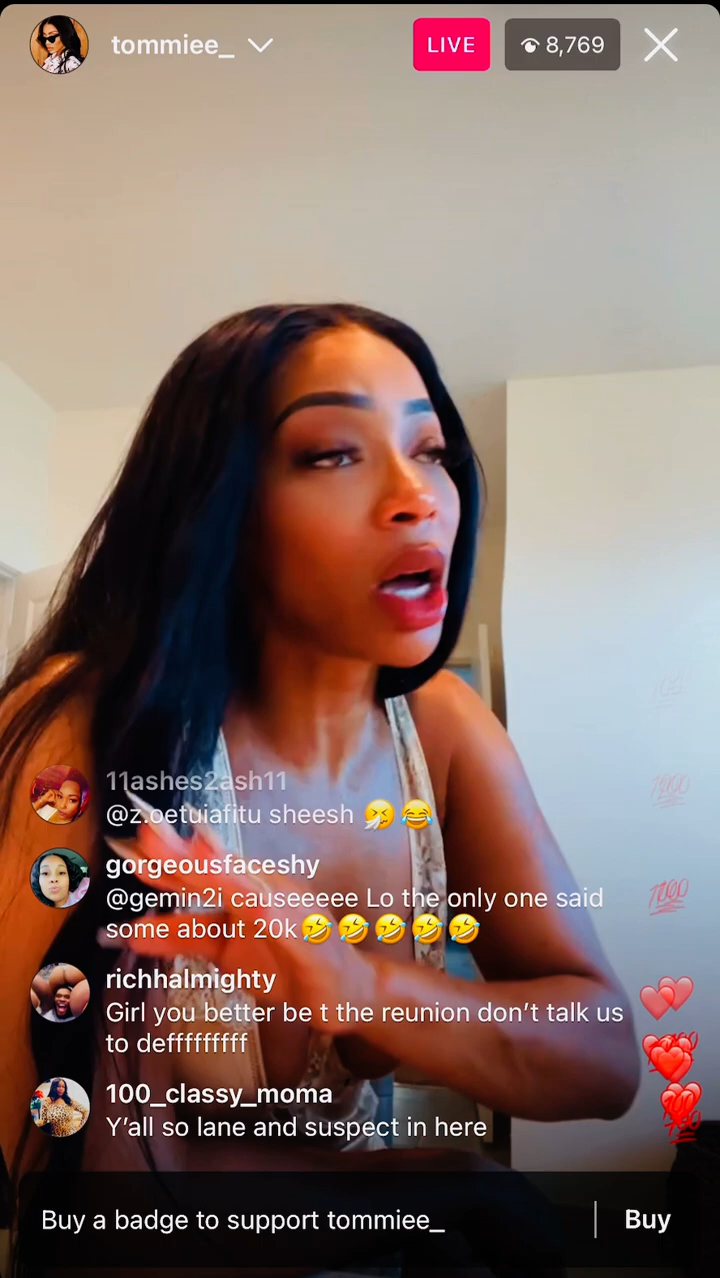 tommiee_
LIVE
8,769
11ashes2ash11
@z.oetuiafitu sheesh 🤧😂
gorgeousfaceshy
@gemin2i causeeeee Lo the only one said
some about 20k🤣🤣🤣🤣🤣
richhalmighty
Girl you better be t the reunion don’t talk us
to defffffffff
100_classy_moma
Y’all so lane and suspect in here
Buy a badge to support tommiee_
Buy